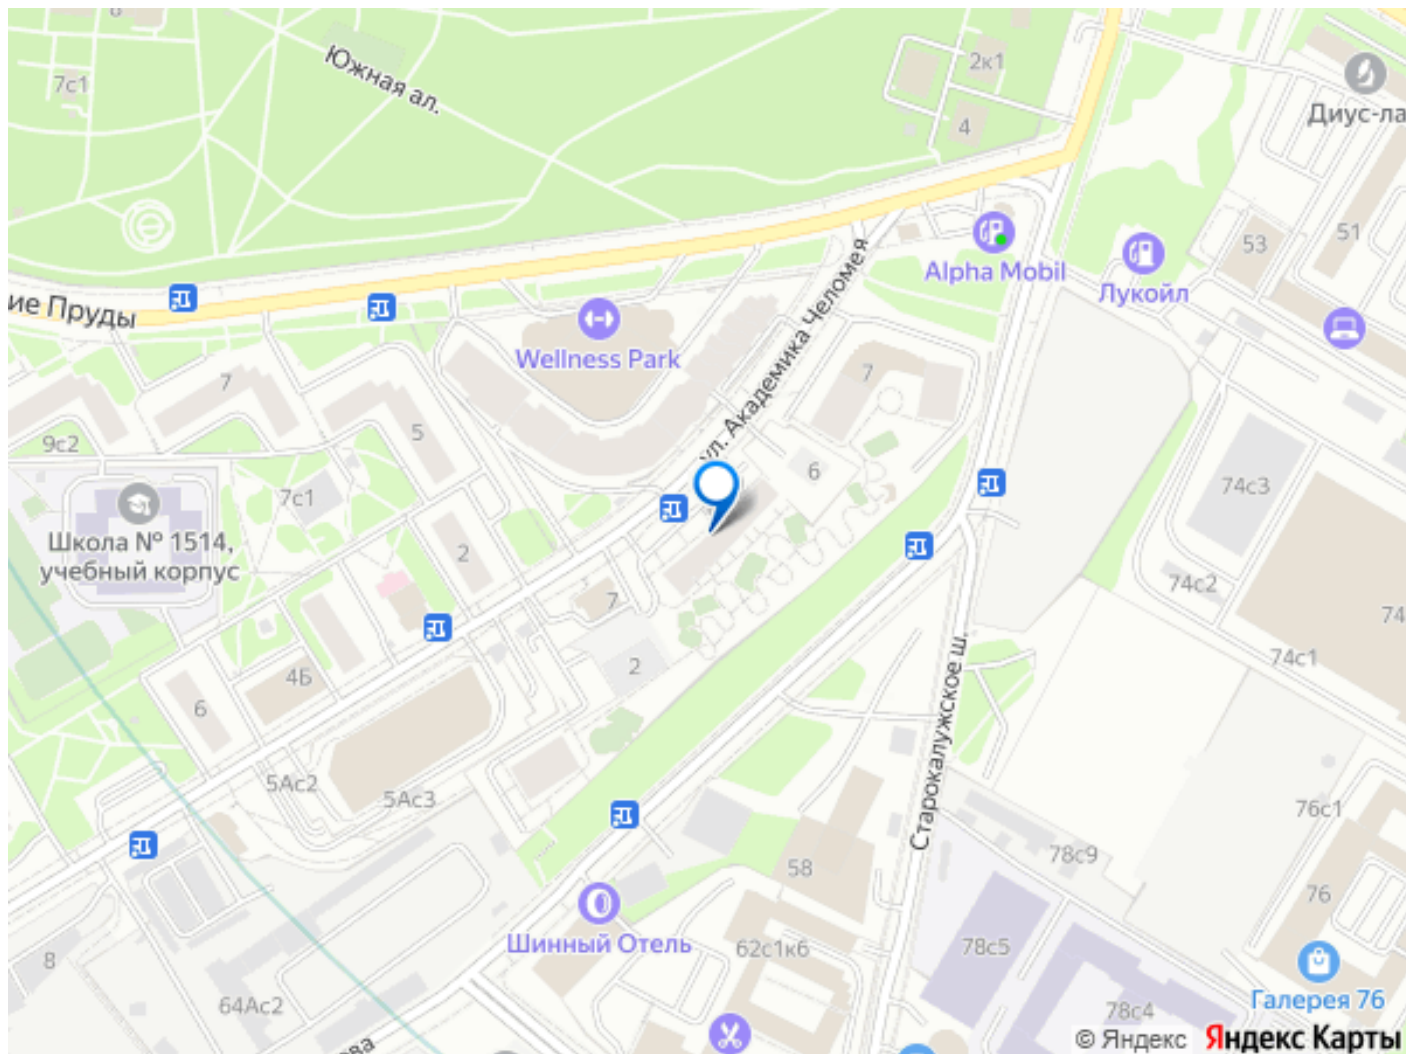 Южная ал.
7с1
2к1
4
Диус-ла
53
51
Alpha Mobil
Лукойл
ие Пруды
Wellness Park
ул. Академика Челомея
7
7
5
9с2
6
74с3
7с1
Школа № 1514,
учебный корпус
2
7
74с2
74
2
74с1
4Б
6
Старокалужское ш.
5Ас2
5Ас3
76с1
78с9
58
76
Шинный Отель
62с1к6
78с5
8
64Ас2
Галерея 76
78с4
ова
© Яндекс Яндекс Карты